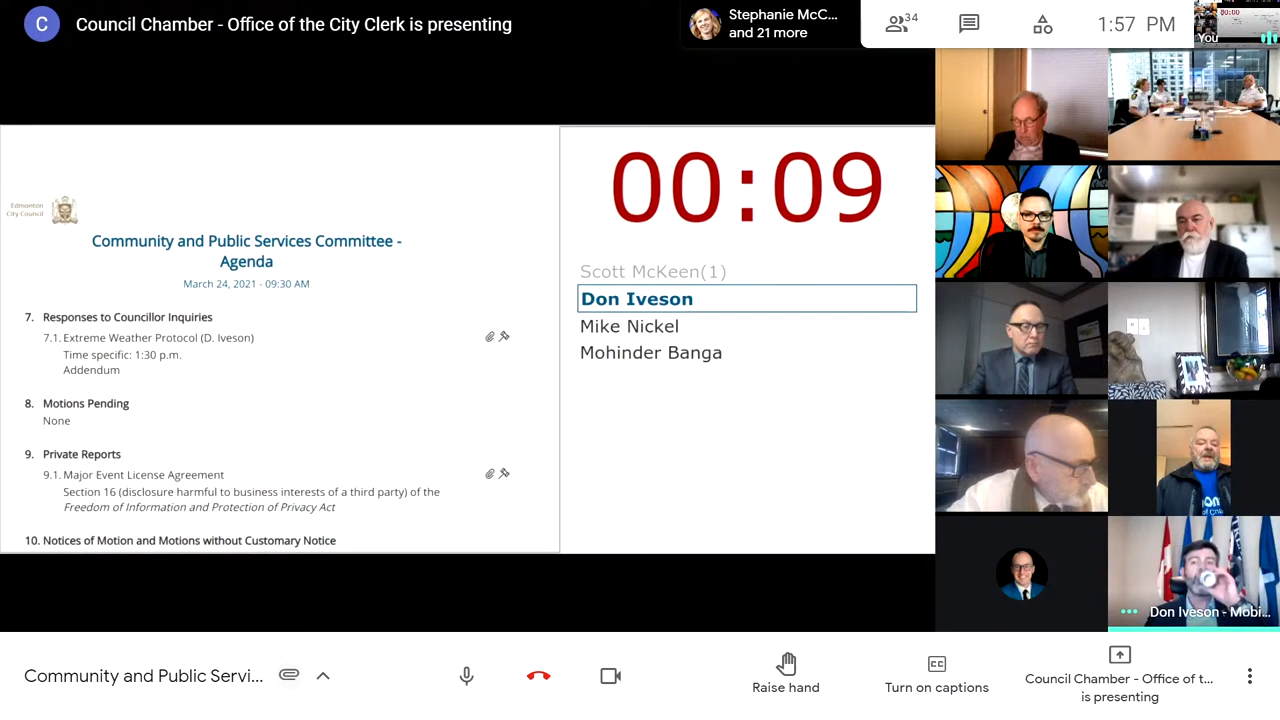 C
Council Chamber - Office of the City Clerk is presenting
Stephanie McC...
and 21 more
34
1:57 PM
00:00
You
Edmonton
City Council
Community and Public Services Committee -
Agenda
March 24, 2021 - 09:30 AM
7. Responses to Councillor Inquiries
7.1. Extreme Weather Protocol (D. Iveson)
Time specific: 1:30 p.m.
Addendum
8. Motions Pending
None
9. Private Reports
9.1. Major Event License Agreement
Section 16 (disclosure harmful to business interests of a third party) of the
Freedom of Information and Protection of Privacy Act
10. Notices of Motion and Motions without Customary Notice
00:09
Scott McKeen(1)
Don Iveson
Mike Nickel
Mohinder Banga
Don Iveson - Mobi...
Community and Public Servi...
Raise hand
CC
Turn on captions
Council Chamber - Office of t...
is presenting